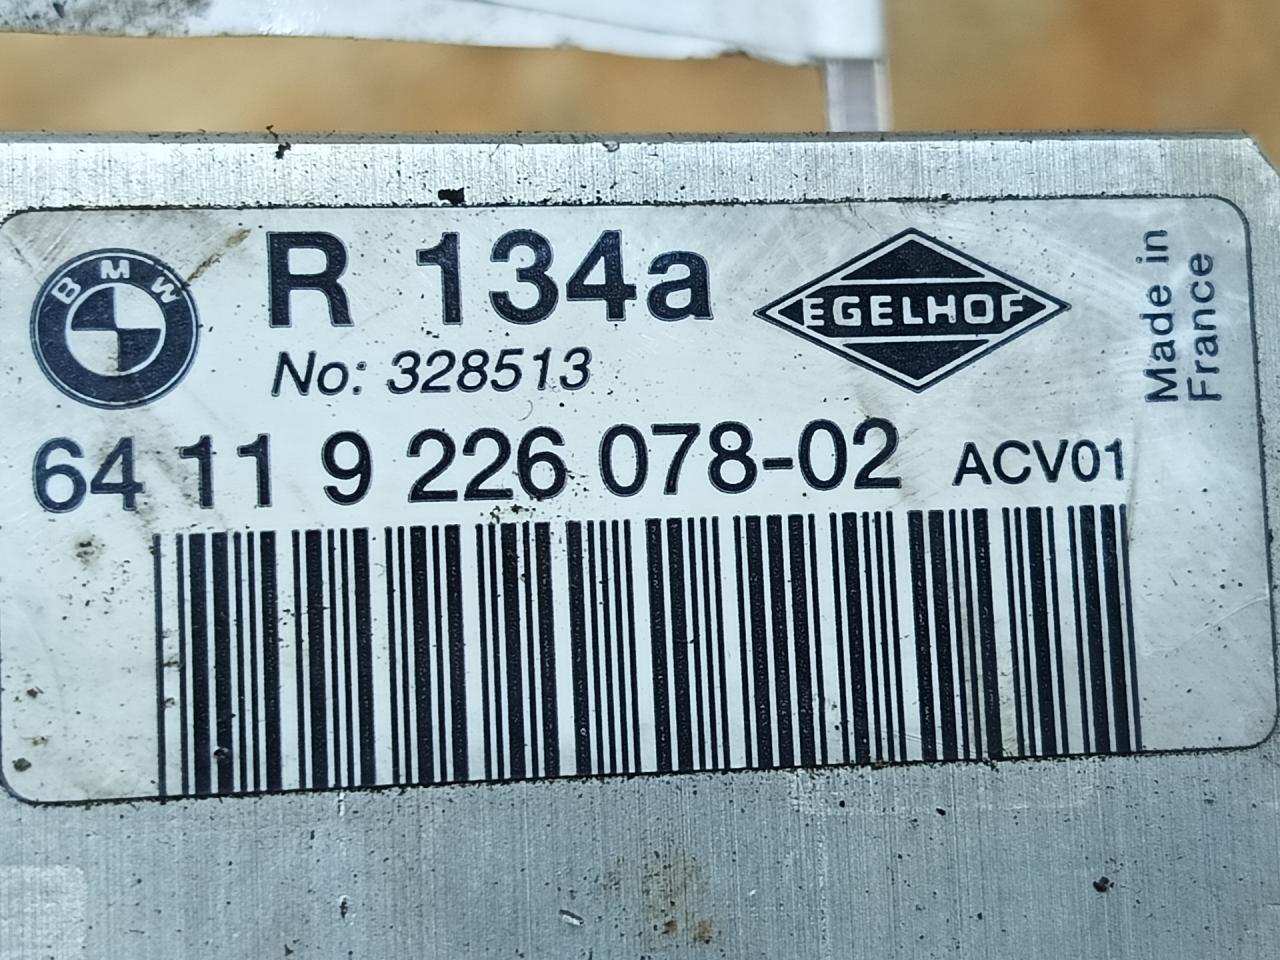 BMW
R 134a
EGELHOF
Made in
France
No: 328513
64 11 9 226 078-02 ACV01